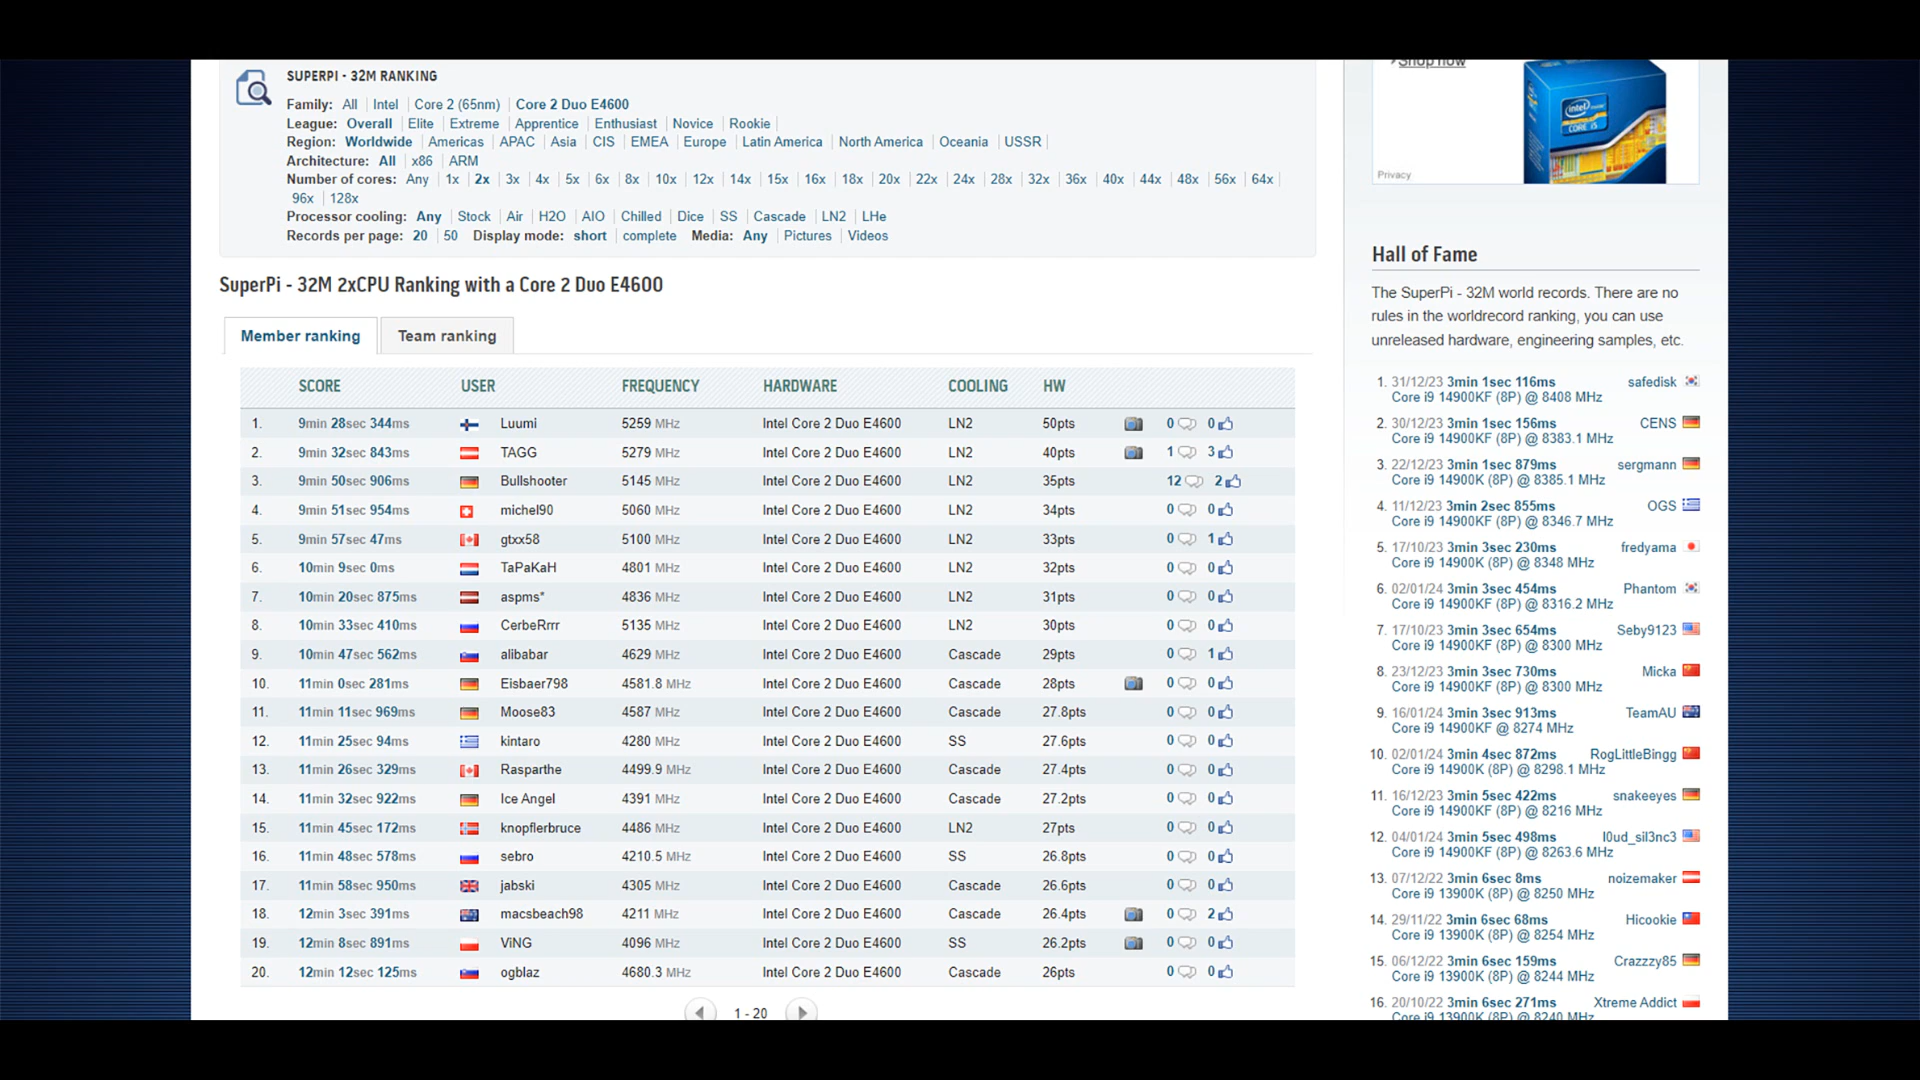 SUPERPI - 32M RANKING
Family: All | Intel | Core 2 (65nm) | Core 2 Duo E4600
League: Overall | Elite | Extreme | Apprentice | Enthusiast | Novice | Rookie |
Region: Worldwide | Americas | APAC | Asia | CIS | EMEA | Europe | Latin America | North America | Oceania | USSR |
Architecture: All | x86 | ARM
Number of cores: Any | 1x | 2x | 3x | 4x | 5x | 6x | 8x | 10x | 12x | 14x | 15x | 16x | 18x | 20x | 22x | 24x | 28x | 32x | 36x | 40x | 44x | 48x | 56x | 64x |
96x | 128x
Processor cooling: Any | Stock | Air | H2O | AIO | Chilled | Dice | SS | Cascade | LN2 | LHe
Records per page: 20 | 50 Display mode: short | complete Media: Any | Pictures | Videos
SuperPi - 32M 2xCPU Ranking with a Core 2 Duo E4600
Member ranking Team ranking
SCORE USER FREQUENCY HARDWARE COOLING HW
1. 9min 28sec 344ms Luumi 5259 MHz Intel Core 2 Duo E4600 LN2 50pts 0 0
2. 9min 32sec 843ms TAGG 5279 MHz Intel Core 2 Duo E4600 LN2 40pts 1 3
3. 9min 50sec 906ms Bullshooter 5145 MHz Intel Core 2 Duo E4600 LN2 35pts 12 2
4. 9min 51sec 954ms michel90 5060 MHz Intel Core 2 Duo E4600 LN2 34pts 0 0
5. 9min 57sec 47ms gtxx58 5100 MHz Intel Core 2 Duo E4600 LN2 33pts 0 1
6. 10min 9sec 0ms TaPaKaH 4801 MHz Intel Core 2 Duo E4600 LN2 32pts 0 0
7. 10min 20sec 875ms aspms* 4836 MHz Intel Core 2 Duo E4600 LN2 31pts 0 0
8. 10min 33sec 410ms CerbeRrrr 5135 MHz Intel Core 2 Duo E4600 LN2 30pts 0 0
9. 10min 47sec 562ms alibabar 4629 MHz Intel Core 2 Duo E4600 Cascade 29pts 0 1
10. 11min 0sec 281ms Eisbaer798 4581.8 MHz Intel Core 2 Duo E4600 Cascade 28pts 0 0
11. 11min 11sec 969ms Moose83 4587 MHz Intel Core 2 Duo E4600 Cascade 27.8pts 0 0
12. 11min 25sec 94ms kintaro 4280 MHz Intel Core 2 Duo E4600 SS 27.6pts 0 0
13. 11min 26sec 329ms Rasparthe 4499.9 MHz Intel Core 2 Duo E4600 Cascade 27.4pts 0 0
14. 11min 32sec 922ms Ice Angel 4391 MHz Intel Core 2 Duo E4600 Cascade 27.2pts 0 0
15. 11min 45sec 172ms knopflerbruce 4486 MHz Intel Core 2 Duo E4600 LN2 27pts 0 0
16. 11min 48sec 578ms sebro 4210.5 MHz Intel Core 2 Duo E4600 SS 26.8pts 0 0
17. 11min 58sec 950ms jabski 4305 MHz Intel Core 2 Duo E4600 Cascade 26.6pts 0 0
18. 12min 3sec 391ms macsbeach98 4211 MHz Intel Core 2 Duo E4600 Cascade 26.4pts 0 2
19. 12min 8sec 891ms ViNG 4096 MHz Intel Core 2 Duo E4600 SS 26.2pts 0 0
20. 12min 12sec 125ms ogblaz 4680.3 MHz Intel Core 2 Duo E4600 Cascade 26pts 0 0
1 - 20
Shop now
intel
CORE i5
Privacy
Hall of Fame
The SuperPi - 32M world records. There are no
rules in the worldrecord ranking, you can use
unreleased hardware, engineering samples, etc.
1. 31/12/23 3min 1sec 116ms safedisk
Core i9 14900KF (8P) @ 8408 MHz
2. 30/12/23 3min 1sec 156ms CENS
Core i9 14900KF (8P) @ 8383.1 MHz
3. 22/12/23 3min 1sec 879ms sergmann
Core i9 14900K (8P) @ 8385.1 MHz
4. 11/12/23 3min 2sec 855ms OGS
Core i9 14900KF (8P) @ 8346.7 MHz
5. 17/10/23 3min 3sec 230ms fredyama
Core i9 14900K (8P) @ 8348 MHz
6. 02/01/24 3min 3sec 454ms Phantom
Core i9 14900KF (8P) @ 8316.2 MHz
7. 17/10/23 3min 3sec 654ms Seby9123
Core i9 14900KF (8P) @ 8300 MHz
8. 23/12/23 3min 3sec 730ms Micka
Core i9 14900KF (8P) @ 8300 MHz
9. 16/01/24 3min 3sec 913ms TeamAU
Core i9 14900KF @ 8274 MHz
10. 02/01/24 3min 4sec 872ms RogLittleBingg
Core i9 14900K (8P) @ 8298.1 MHz
11. 16/12/23 3min 5sec 422ms snakeeyes
Core i9 14900KF (8P) @ 8216 MHz
12. 04/01/24 3min 5sec 498ms l0ud_sil3nc3
Core i9 14900KF (8P) @ 8263.6 MHz
13. 07/12/22 3min 6sec 8ms noizemaker
Core i9 13900K (8P) @ 8250 MHz
14. 29/11/22 3min 6sec 68ms Hicookie
Core i9 13900K (8P) @ 8254 MHz
15. 06/12/22 3min 6sec 159ms Crazzzy85
Core i9 13900K (8P) @ 8244 MHz
16. 20/10/22 3min 6sec 271ms Xtreme Addict
Core i9 13900K (8P) @ 8240 MHz